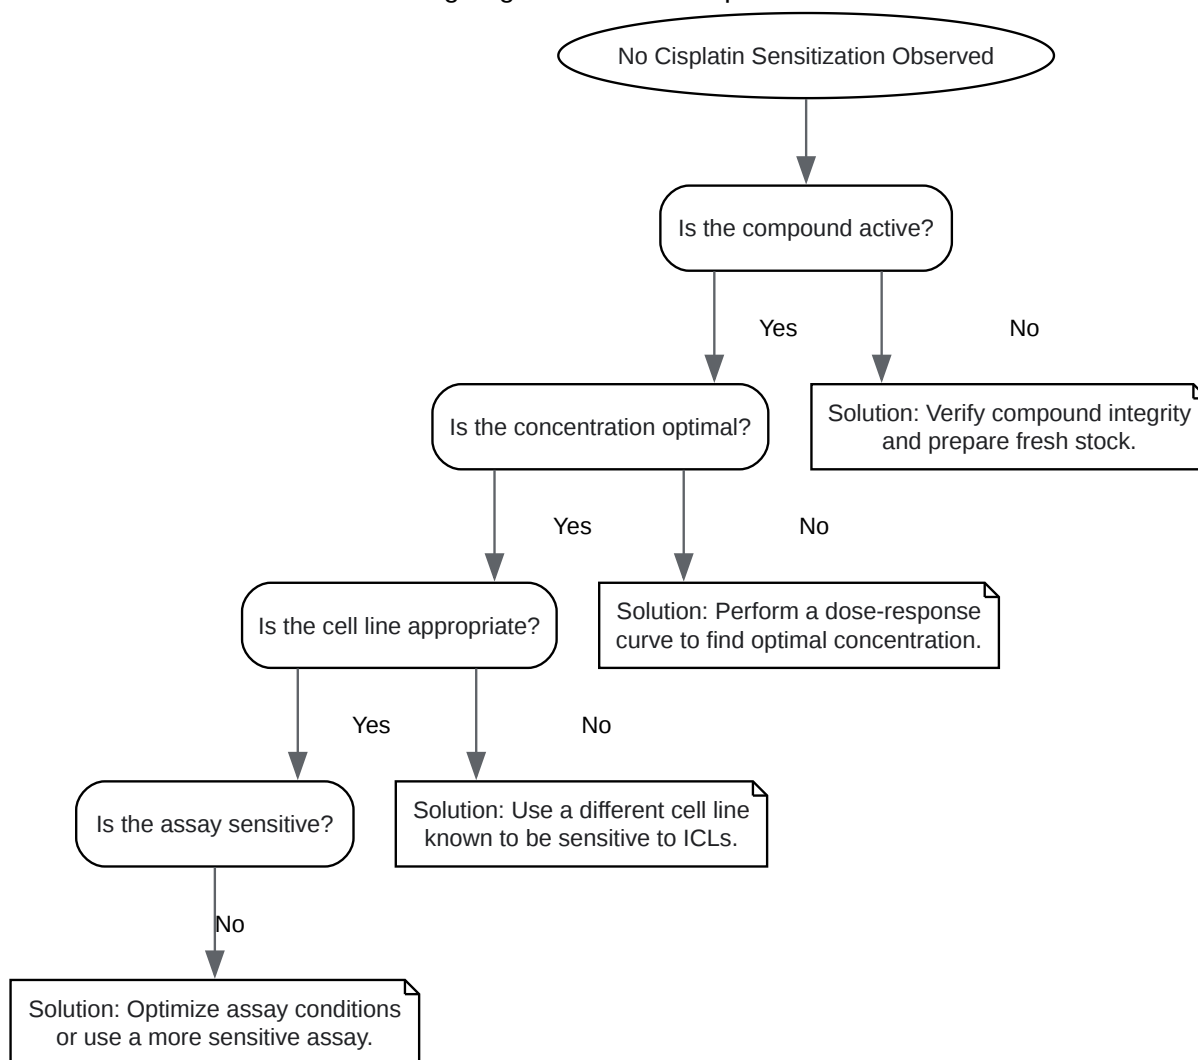 No Cisplatin Sensitization Observed
Is the compound active?
Yes
No
Is the concentration optimal?
Solution: Verify compound integrity
and prepare fresh stock.
Yes
No
Is the cell line appropriate?
Solution: Perform a dose-response
curve to find optimal concentration.
Yes
No
Is the assay sensitive?
Solution: Use a different cell line
known to be sensitive to ICLs.
No
Solution: Optimize assay conditions
or use a more sensitive assay.